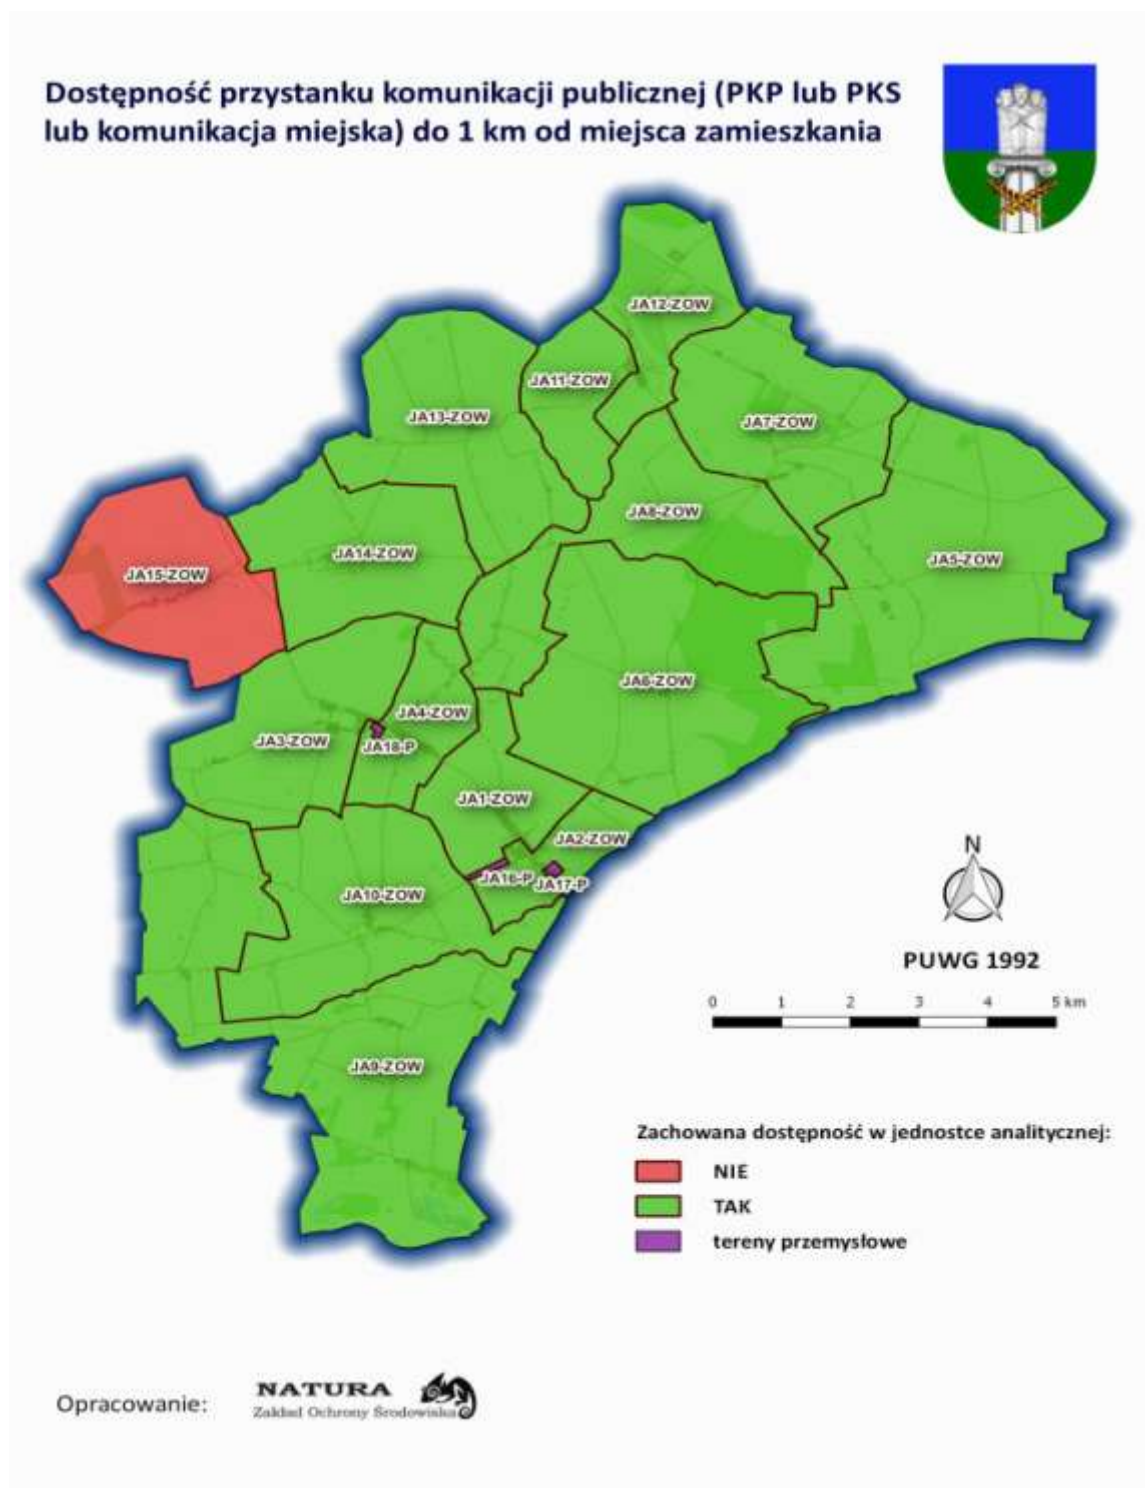 Dostępność przystanku komunikacji publicznej (PKP lub PKS
lub komunikacja miejska) do 1 km od miejsca zamieszkania
JA12-ZOW
JA11-ZOW
JA13-ZOW
JA7-ZOW
JA8-ZOW
JA14-ZOW
JA5-ZOW
JA15-ZOW
JA6-ZOW
JA4-ZOW
JA3-ZOW
JA18-P
JA1-ZOW
JA2-ZOW
JA16-P
JA17-P
JA10-ZOW
N
PUWG 1992
0 1 2 3 4 5 km
JA9-ZOW
Zachowana dostępność w jednostce analitycznej:
NIE
TAK
tereny przemysłowe
Opracowanie:
NATURA
Zakład Ochrony Środowiska